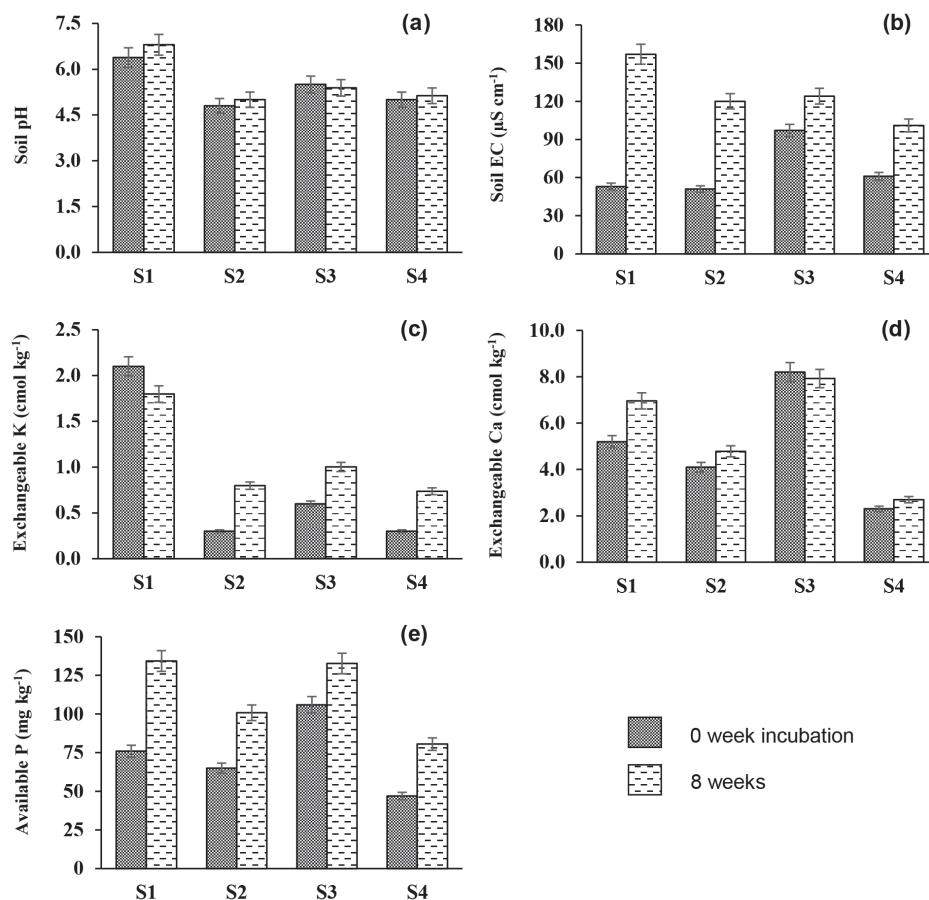 (a)
Soil pH
7.5
6.0
4.5
3.0
1.5
0.0
S1 S2 S3 S4
(b)
Soil EC (µS cm⁻¹)
180
150
120
90
60
30
0
S1 S2 S3 S4
(c)
Exchangeable K (cmol kg⁻¹)
2.5
2.0
1.5
1.0
0.5
0.0
S1 S2 S3 S4
(d)
Exchangeable Ca (cmol kg⁻¹)
10.0
8.0
6.0
4.0
2.0
0.0
S1 S2 S3 S4
(e)
Available P (mg kg⁻¹)
150
125
100
75
50
25
0
S1 S2 S3 S4
0 week incubation
8 weeks